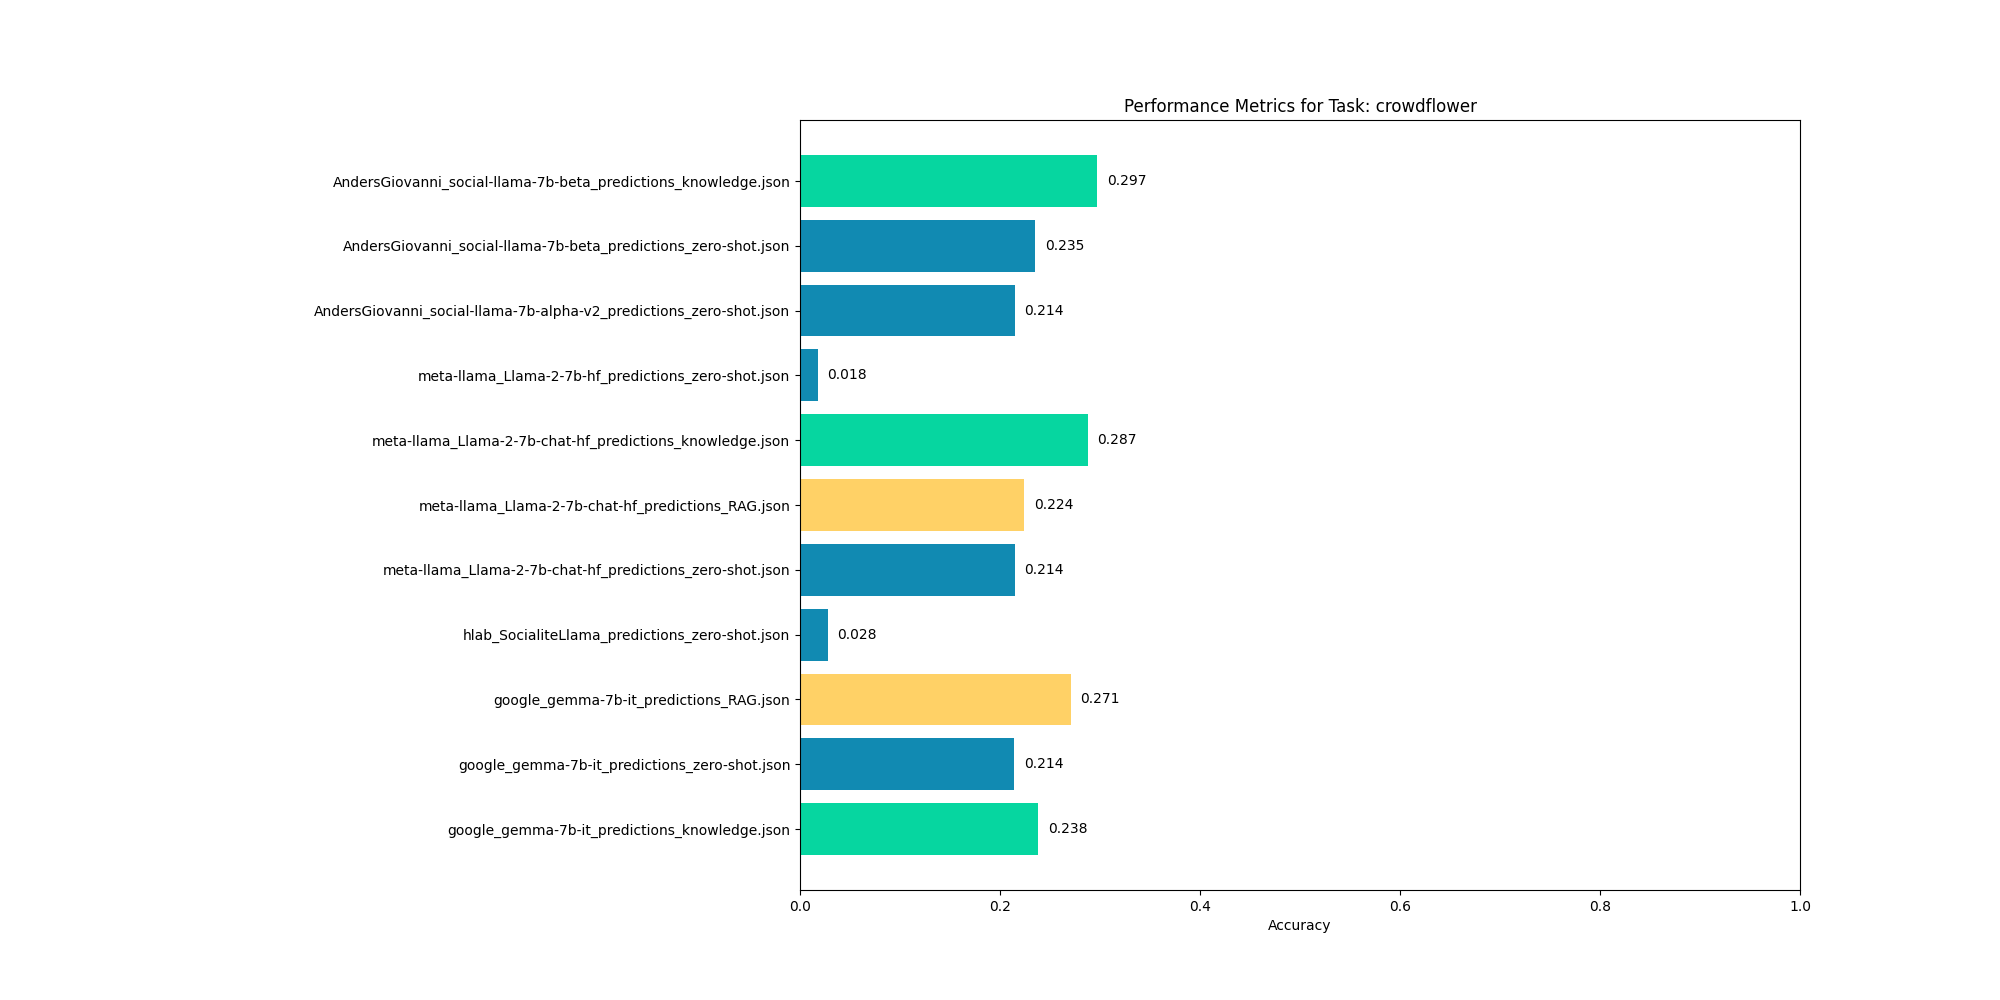 Performance Metrics for Task: crowdflower
AndersGiovanni_social-llama-7b-beta_predictions_knowledge.json 0.297
AndersGiovanni_social-llama-7b-beta_predictions_zero-shot.json 0.235
AndersGiovanni_social-llama-7b-alpha-v2_predictions_zero-shot.json 0.214
meta-llama_Llama-2-7b-hf_predictions_zero-shot.json 0.018
meta-llama_Llama-2-7b-chat-hf_predictions_knowledge.json 0.287
meta-llama_Llama-2-7b-chat-hf_predictions_RAG.json 0.224
meta-llama_Llama-2-7b-chat-hf_predictions_zero-shot.json 0.214
hlab_SocialiteLlama_predictions_zero-shot.json 0.028
google_gemma-7b-it_predictions_RAG.json 0.271
google_gemma-7b-it_predictions_zero-shot.json 0.214
google_gemma-7b-it_predictions_knowledge.json 0.238
0.0 0.2 0.4 0.6 0.8 1.0
Accuracy